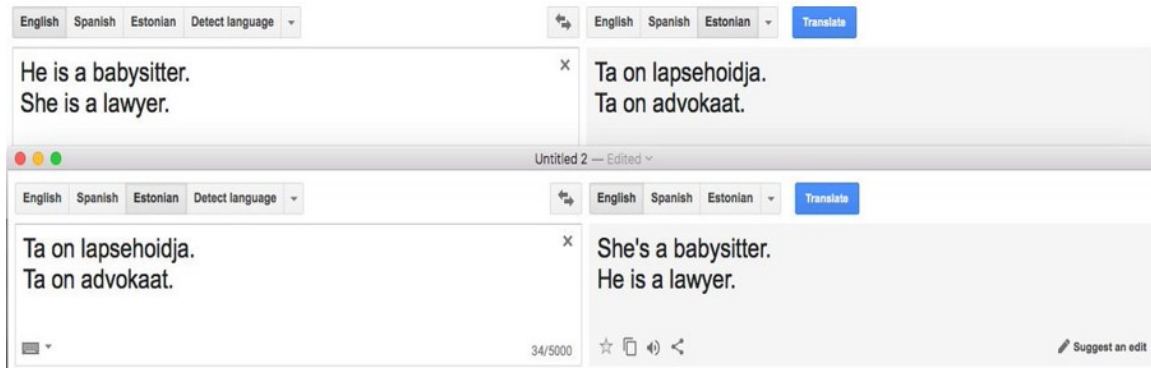 English Spanish Estonian Detect language English Spanish Estonian Translate
He is a babysitter.
She is a lawyer.
Ta on lapsehoidja.
Ta on advokaat.
Untitled 2 — Edited
English Spanish Estonian Detect language English Spanish Estonian Translate
Ta on lapsehoidja.
Ta on advokaat.
34/5000
She's a babysitter.
He is a lawyer.
Suggest an edit